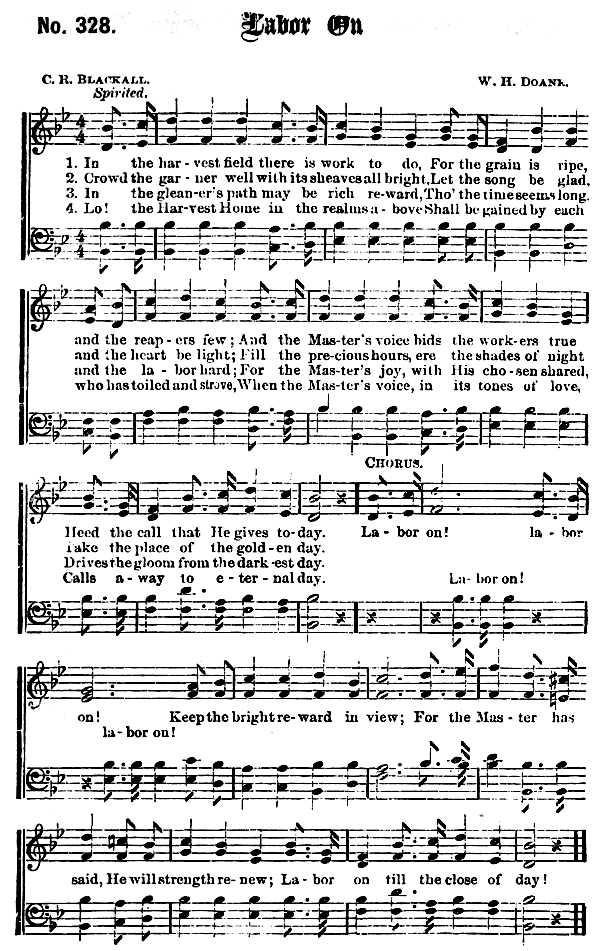 No. 328. Labor On
C. R. BLACKALL. W. H. DOANE.
Spirited.
1. In the har-vest field there is work to do, For the grain is ripe,
2. Crowd the gar-ner well with its sheaves all bright, Let the song be glad,
3. In the glean-er's path may be rich re-ward, Tho' the time seems long.
4. Lo! the Har-vest Home in the realms a-bove Shall be gained by each
and the reap-ers few; And the Mas-ter's voice bids the work-ers true
and the heart be light; Fill the pre-cious hours, ere the shades of night
and the la-bor hard; For the Mas-ter's joy, with His cho-sen shared,
who has toiled and strove, When the Mas-ter's voice, in its tones of love,
CHORUS.
Heed the call that He gives to-day. La-bor on! la-bor
Take the place of the gold-en day.
Drives the gloom from the dark-est day.
Calls a-way to e-ter-nal day. La-bor on!
on! Keep the bright re-ward in view; For the Mas-ter has
la-bor on!
said, He will strength re-new; La-bor on till the close of day!